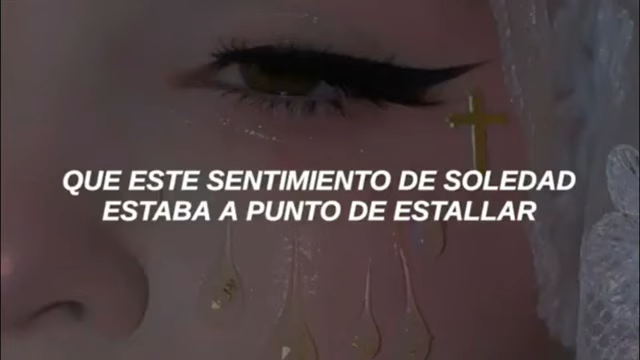 QUE ESTE SENTIMIENTO DE SOLEDAD
ESTABA A PUNTO DE ESTALLAR